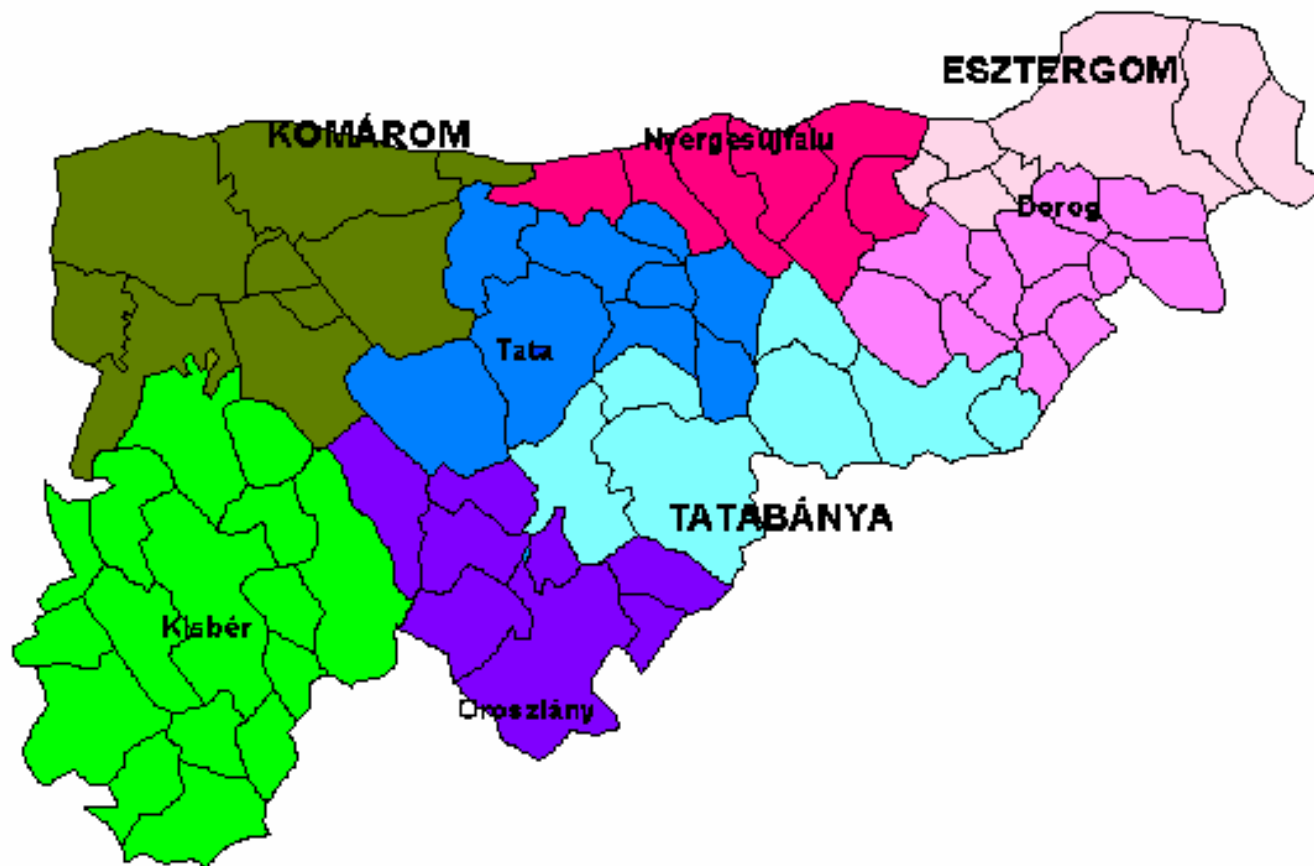 ESZTERGOM
KOMÁROM
Nyergesújfalu
Dorog
Tata
TATABÁNYA
Kisbér
Oroszlány